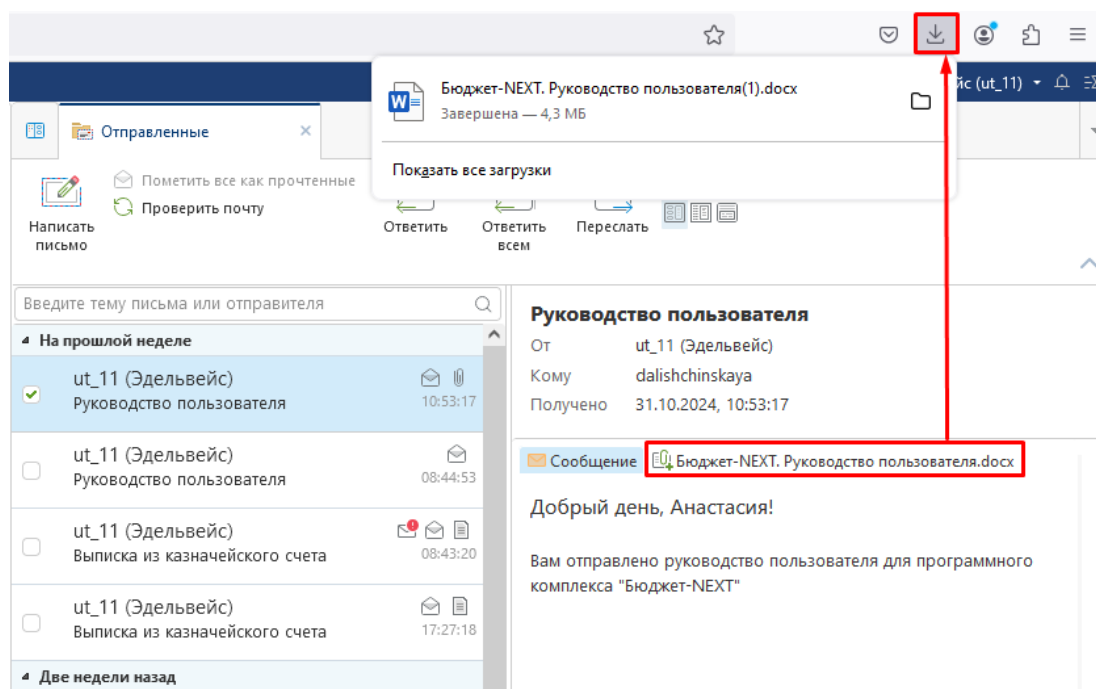 йс (ut_11)
Бюджет-NEXT. Руководство пользователя(1).docx
Завершена — 4,3 МБ
Показать все загрузки
Отправленные
Написать письмо
Пометить все как прочтенные
Проверить почту
Ответить
Ответить всем
Переслать
Введите тему письма или отправителя
На прошлой неделе
ut_11 (Эдельвейс)
Руководство пользователя
10:53:17
ut_11 (Эдельвейс)
Руководство пользователя
08:44:53
ut_11 (Эдельвейс)
Выписка из казначейского счета
08:43:20
ut_11 (Эдельвейс)
Выписка из казначейского счета
17:27:18
Две недели назад
Руководство пользователя
От ut_11 (Эдельвейс)
Кому dalishchinskaya
Получено 31.10.2024, 10:53:17
Сообщение
Бюджет-NEXT. Руководство пользователя.docx
Добрый день, Анастасия!
Вам отправлено руководство пользователя для программного
комплекса "Бюджет-NEXT"